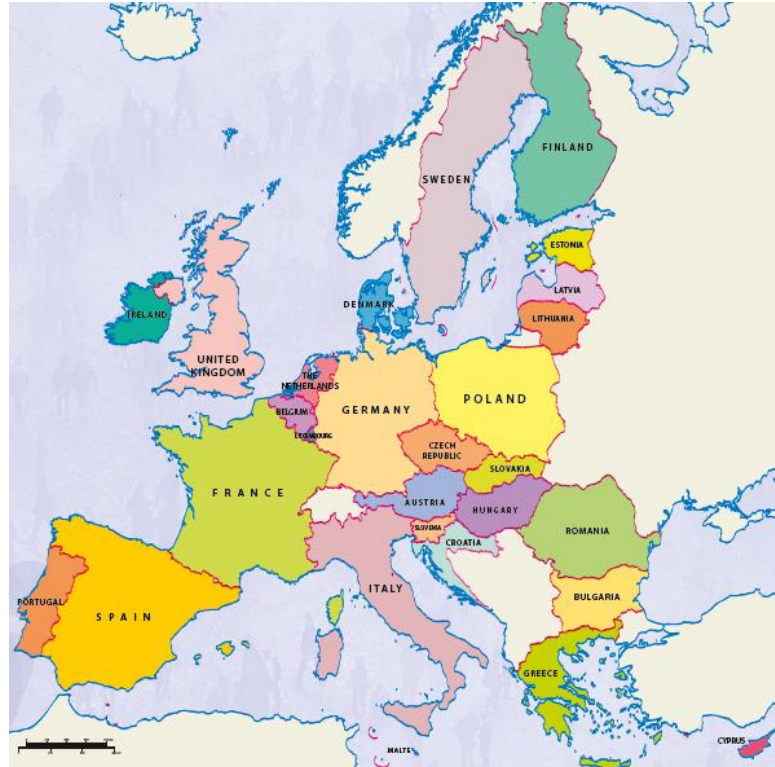 FINLAND
SWEDEN
ESTONIA
LATVIA
DENMARK
LITHUANIA
IRELAND
UNITED
KINGDOM
THE
NETHERLANDS
POLAND
GERMANY
BELGIUM
LUXEMBOURG
CZECH
REPUBLIC
SLOVAKIA
FRANCE
AUSTRIA
HUNGARY
SLOVENIA
ROMANIA
CROATIA
ITALY
BULGARIA
PORTUGAL
SPAIN
GREECE
CYPRUS
MALTE